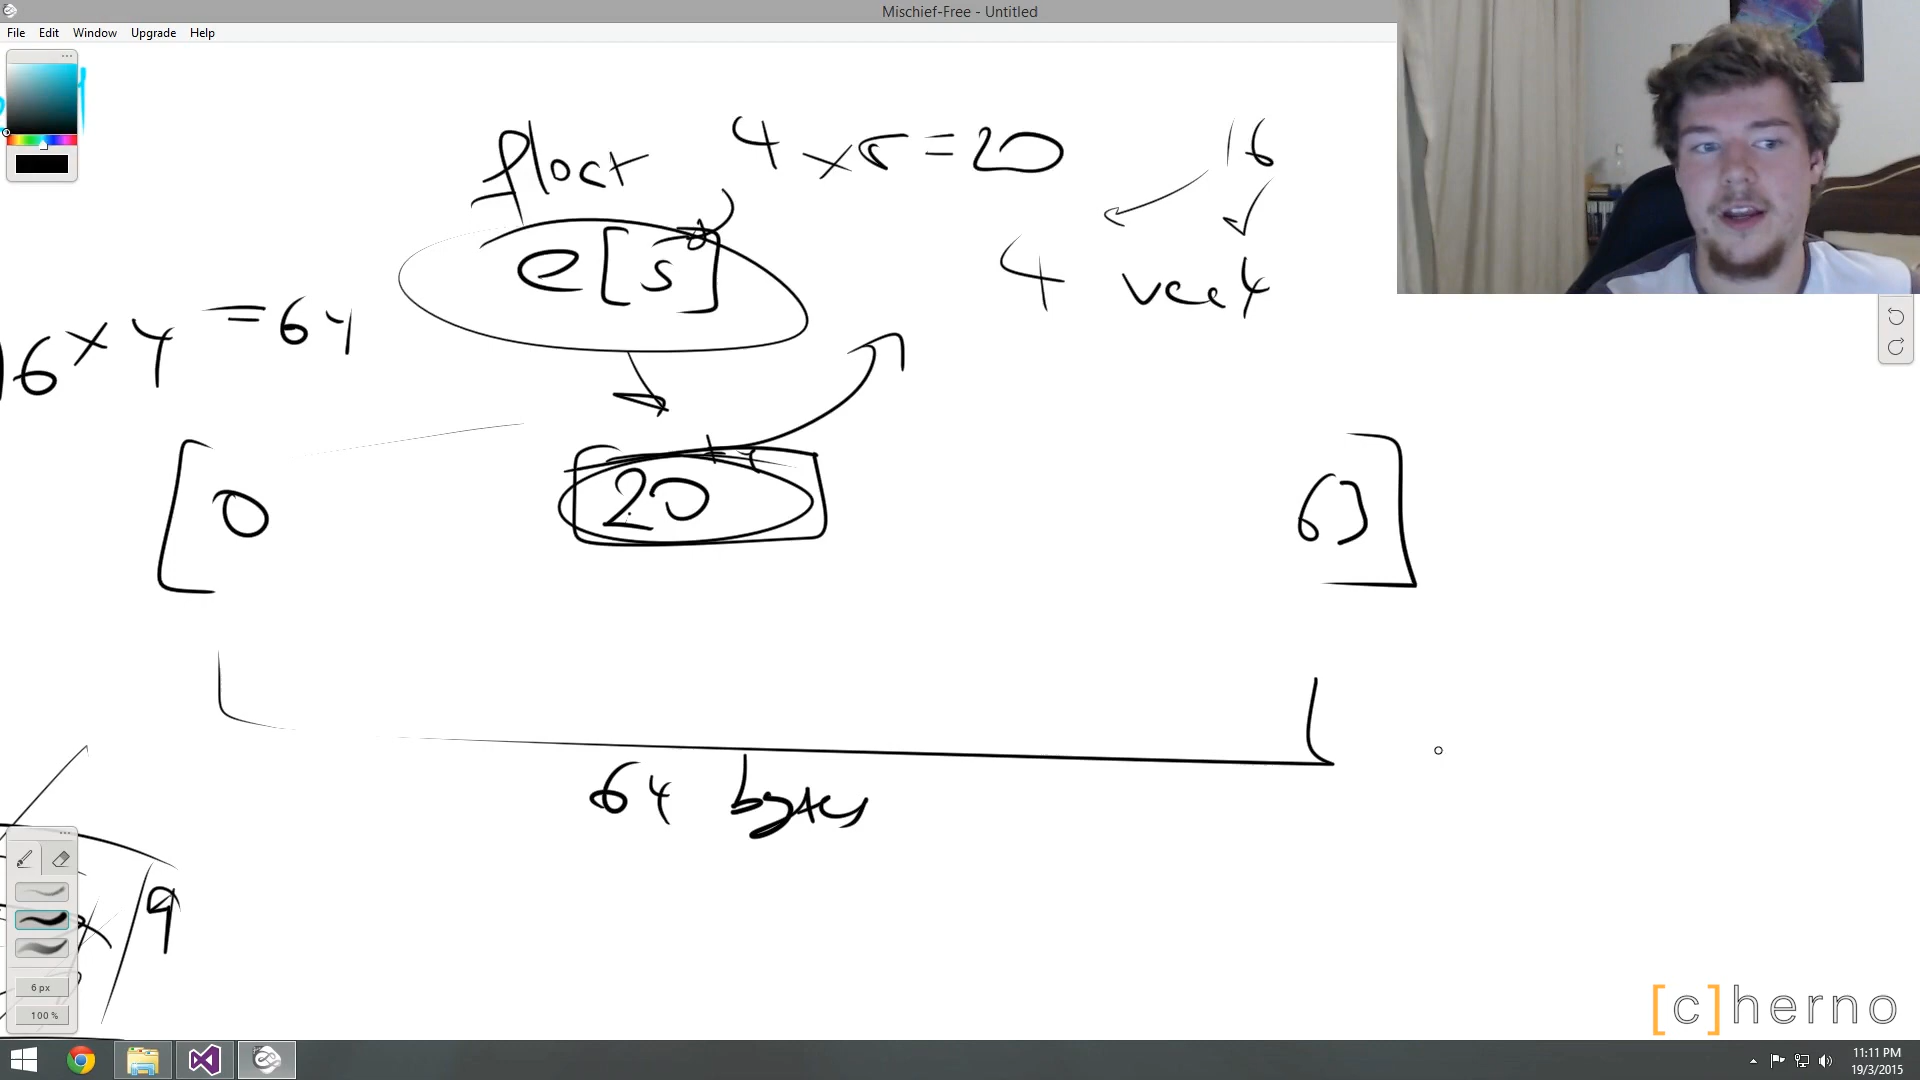 Mischief-Free - Untitled
File Edit Window Upgrade Help
float 4 x 5 = 20
16
e[5]
4 vec4
16 x 4 = 64
[0 20 63]
64 bytes
9
6 px
100 %
[c]herno
11:11 PM
19/3/2015